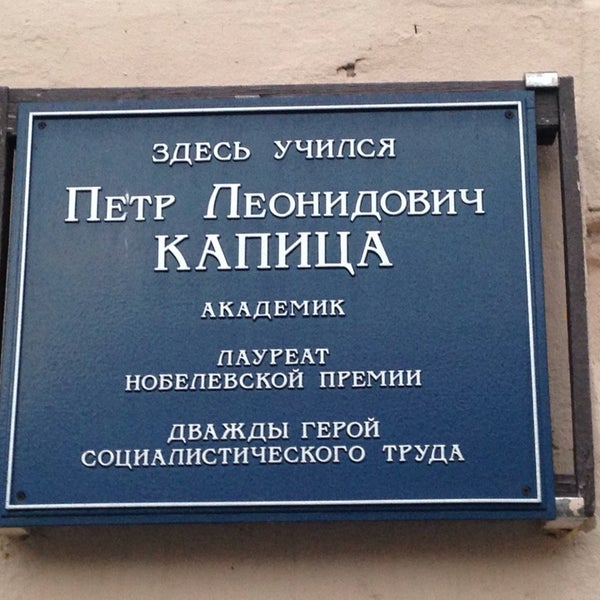 ЗДЕСЬ УЧИЛСЯ
ПЕТР ЛЕОНИДОВИЧ
КАПИЦА
АКАДЕМИК
ЛАУРЕАТ
НОБЕЛЕВСКОЙ ПРЕМИИ
ДВАЖДЫ ГЕРОЙ
СОЦИАЛИСТИЧЕСКОГО ТРУДА